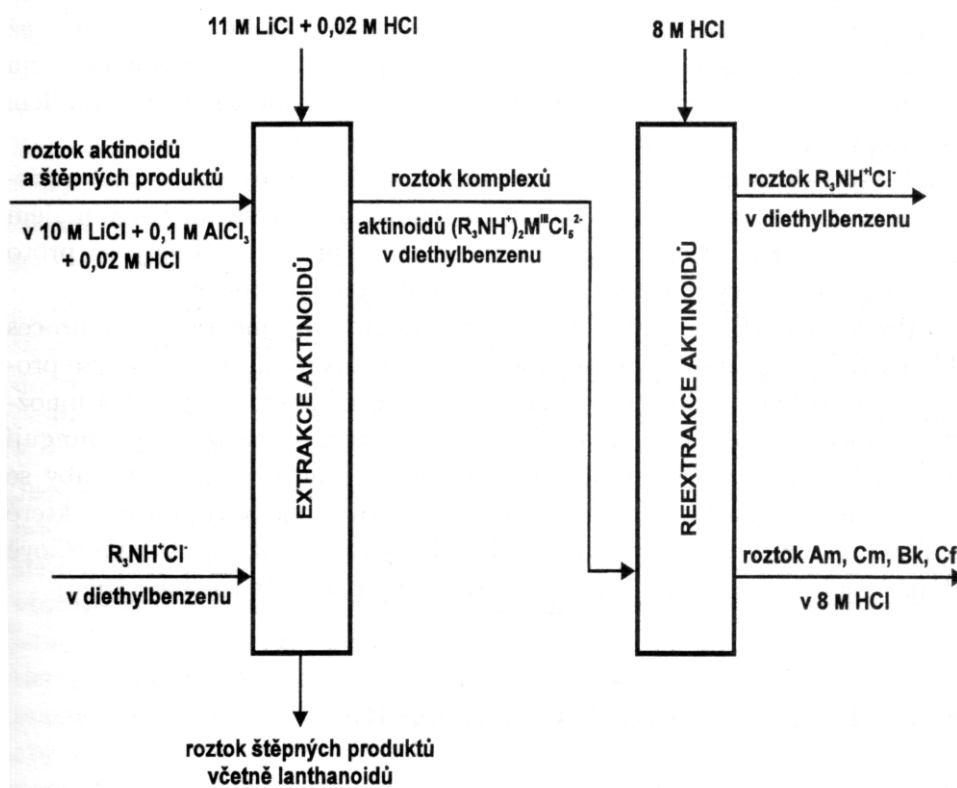 11 M LiCl + 0,02 M HCl
8 M HCl
roztok aktinoidů
a štěpných produktů
v 10 M LiCl + 0,1 M AlCl₃
+ 0,02 M HCl
EXTRAKCE AKTINOIDŮ
roztok komplexů
aktinoidů (R₃NH⁺)₂MᴵᴵᴵCl₅²⁻
v diethylbenzenu
REEXTRAKCE AKTINOIDŮ
roztok R₃NH⁺Cl⁻
v diethylbenzenu
R₃NH⁺Cl⁻
v diethylbenzenu
roztok Am, Cm, Bk, Cf
v 8 M HCl
roztok štěpných produktů
včetně lanthanoidů